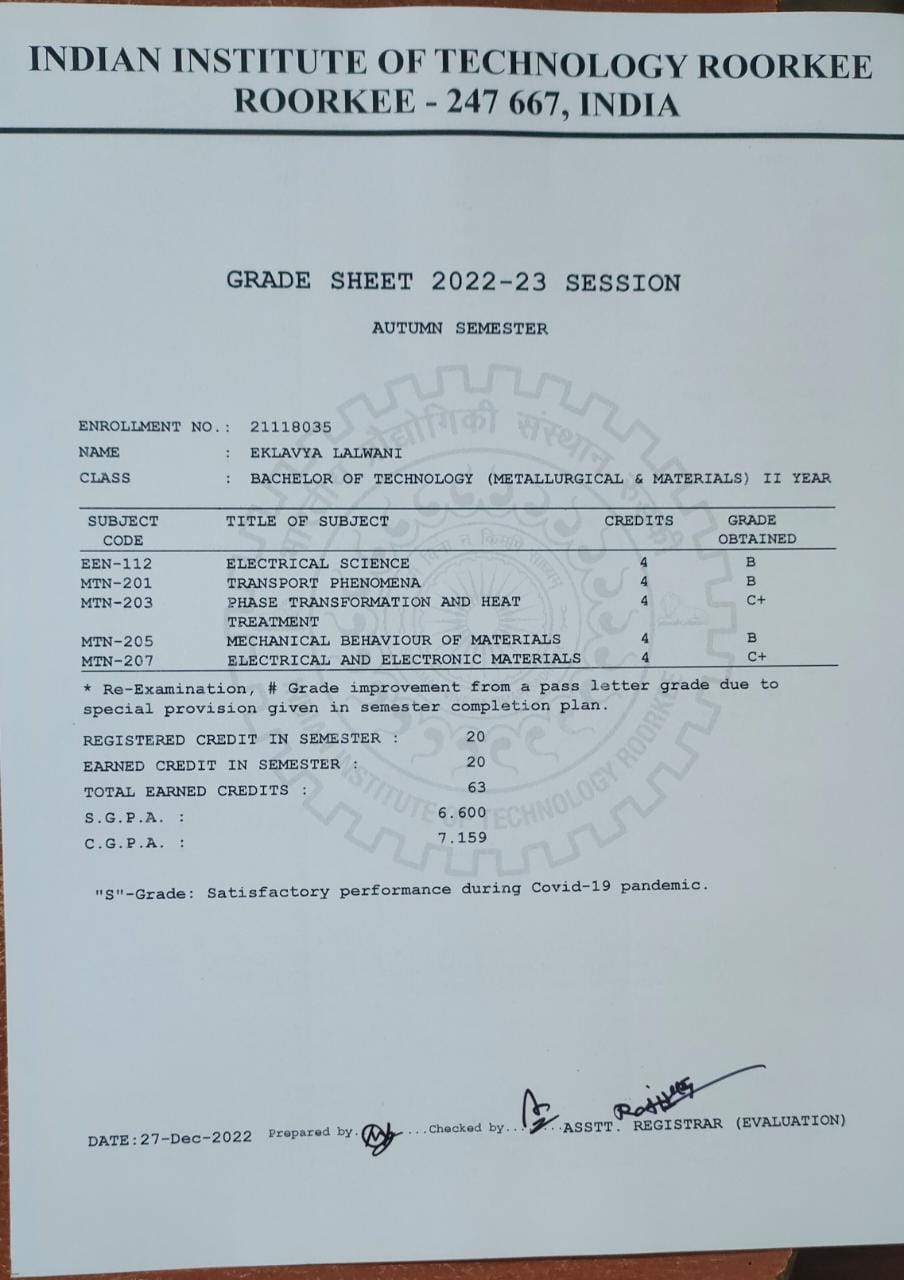 INDIAN INSTITUTE OF TECHNOLOGY ROORKEE
ROORKEE - 247 667, INDIA
GRADE SHEET 2022-23 SESSION
AUTUMN SEMESTER
ENROLLMENT NO.: 21118035
NAME : EKLAVYA LALWANI
CLASS : BACHELOR OF TECHNOLOGY (METALLURGICAL & MATERIALS) II YEAR
SUBJECT TITLE OF SUBJECT CREDITS GRADE
CODE OBTAINED
EEN-112 ELECTRICAL SCIENCE 4 B
MTN-201 TRANSPORT PHENOMENA 4 B
MTN-203 PHASE TRANSFORMATION AND HEAT 4 C+
TREATMENT
MTN-205 MECHANICAL BEHAVIOUR OF MATERIALS 4 B
MTN-207 ELECTRICAL AND ELECTRONIC MATERIALS 4 C+
* Re-Examination, # Grade improvement from a pass letter grade due to
special provision given in semester completion plan.
REGISTERED CREDIT IN SEMESTER : 20
EARNED CREDIT IN SEMESTER : 20
TOTAL EARNED CREDITS : 63
S.G.P.A. : 6.600
C.G.P.A. : 7.159
"S"-Grade: Satisfactory performance during Covid-19 pandemic.
DATE:27-Dec-2022 Prepared by. ...Checked by... ...ASSTT. REGISTRAR (EVALUATION)
INSTITUTE OF TECHNOLOGY ROORKEE